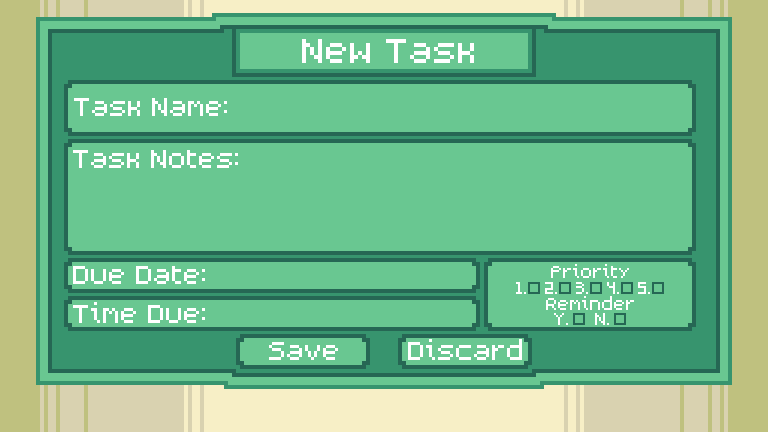 New Task
Task Name:
Task Notes:
Due Date:
Priority
1. 2. 3. 4. 5.
Reminder
Time Due:
Y. N.
Save Discard